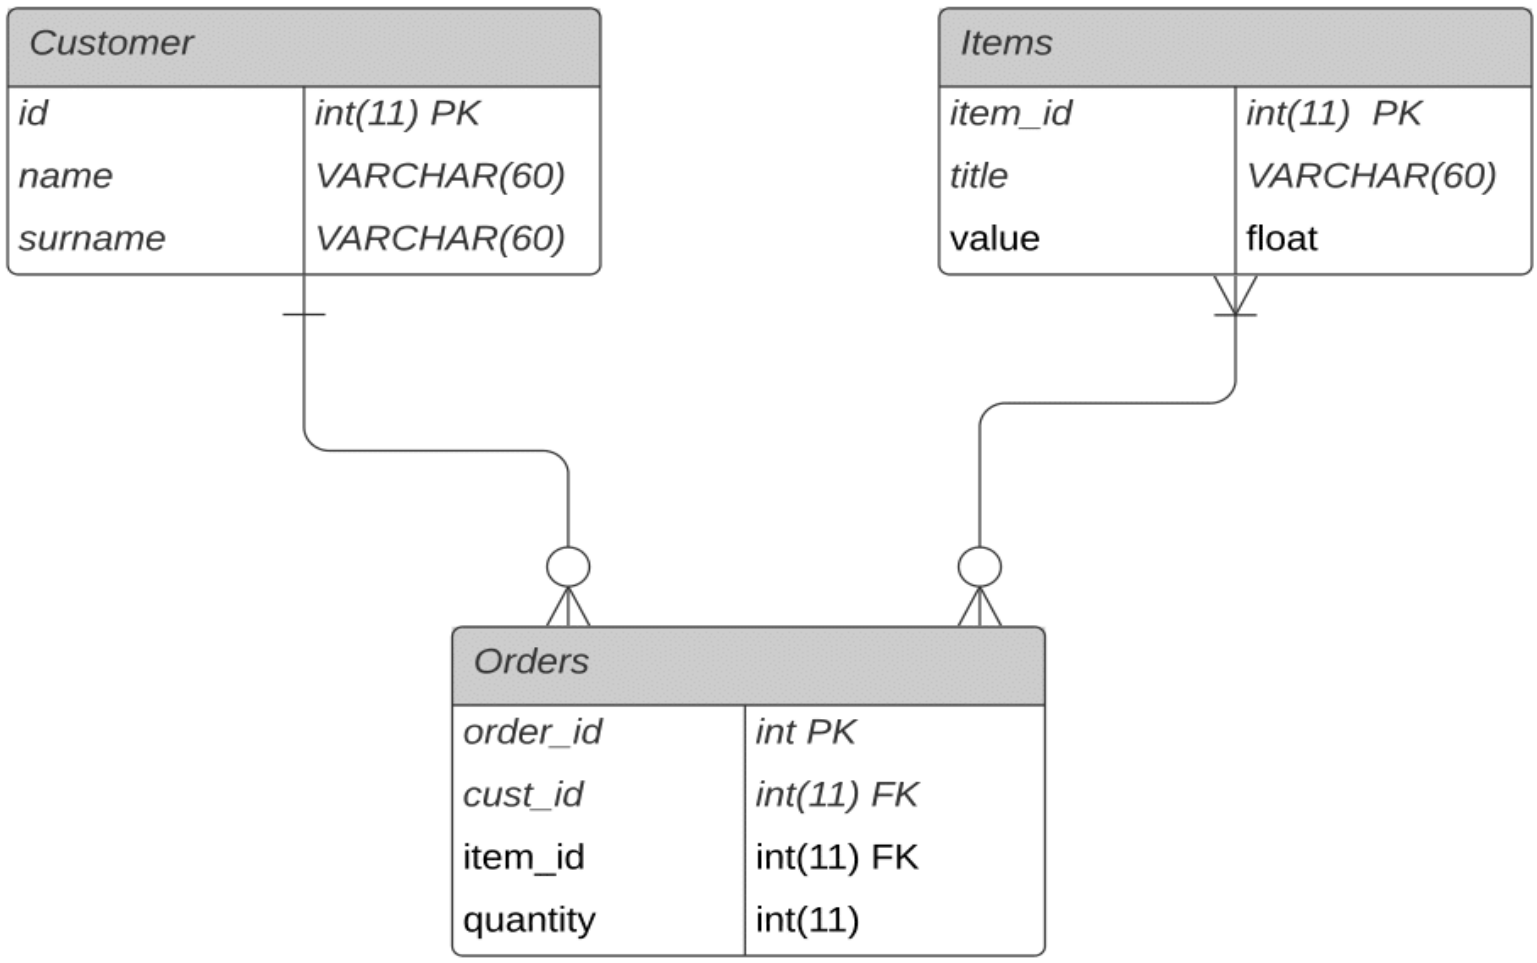 Customer
id int(11) PK
name VARCHAR(60)
surname VARCHAR(60)
Items
item_id int(11) PK
title VARCHAR(60)
value float
Orders
order_id int PK
cust_id int(11) FK
item_id int(11) FK
quantity int(11)